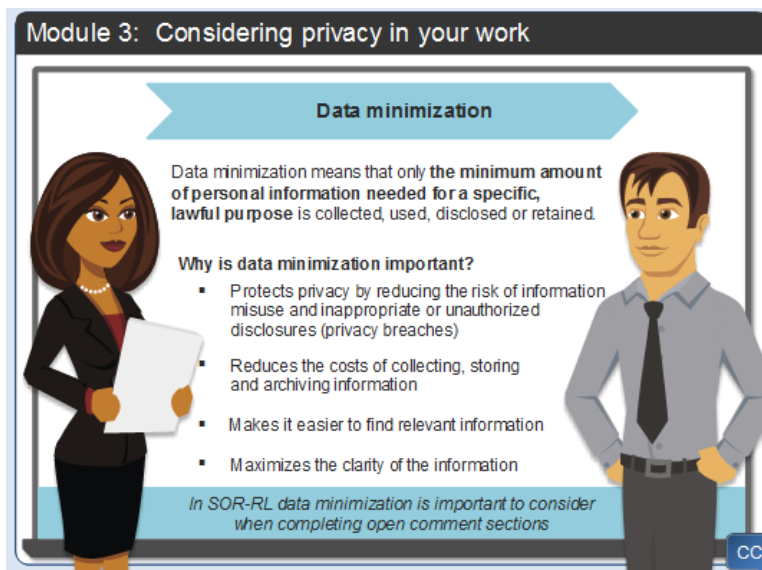 Module 3: Considering privacy in your work
Data minimization
Data minimization means that only the minimum amount
of personal information needed for a specific,
lawful purpose is collected, used, disclosed or retained.
Why is data minimization important?
▪ Protects privacy by reducing the risk of information
misuse and inappropriate or unauthorized
disclosures (privacy breaches)
▪ Reduces the costs of collecting, storing
and archiving information
▪ Makes it easier to find relevant information
▪ Maximizes the clarity of the information
In SOR-RL data minimization is important to consider
when completing open comment sections
CC